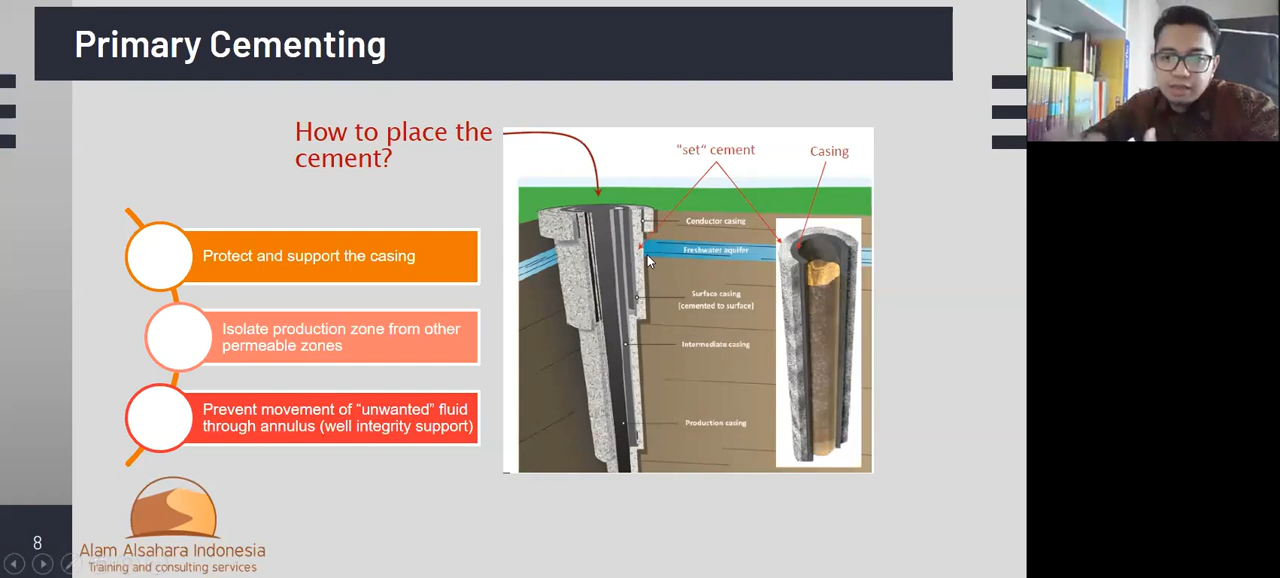 Primary Cementing
How to place the
cement?
"set" cement
Casing
Conductor casing
Freshwater aquifer
Surface casing
(cemented to surface)
Intermediate casing
Production casing
Protect and support the casing
Isolate production zone from other
permeable zones
Prevent movement of “unwanted” fluid
through annulus (well integrity support)
Alam Alsahara Indonesia
Training and consulting services
8